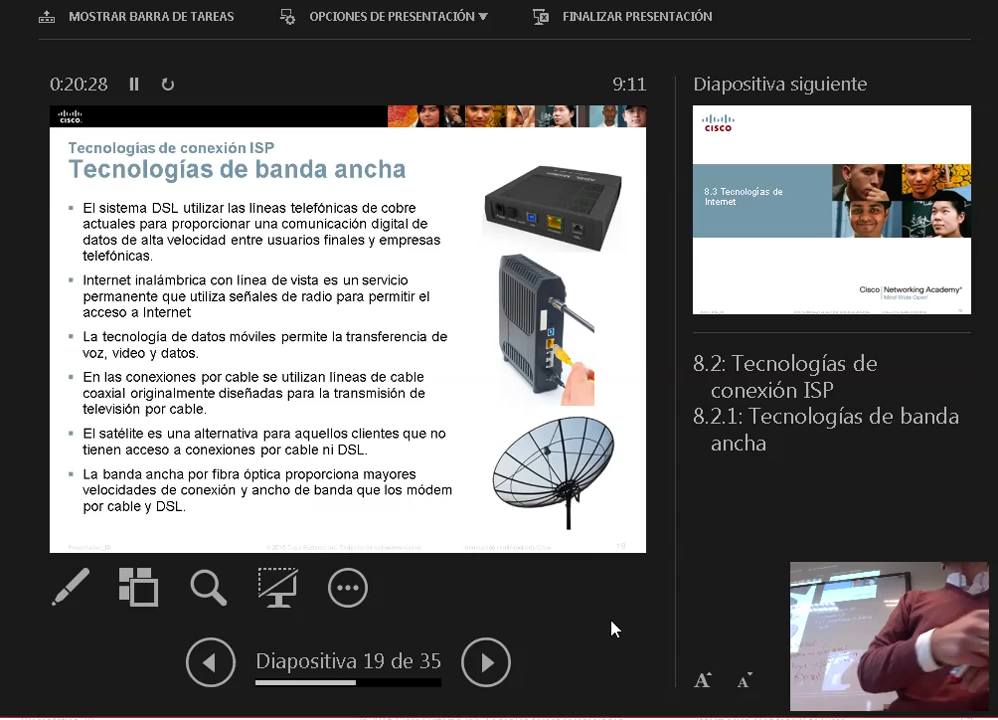 MOSTRAR BARRA DE TAREAS
OPCIONES DE PRESENTACIÓN
FINALIZAR PRESENTACIÓN
0:20:28
9:11
Diapositiva siguiente
CISCO
Tecnologías de conexión ISP
Tecnologías de banda ancha
El sistema DSL utilizar las líneas telefónicas de cobre
actuales para proporcionar una comunicación digital de
datos de alta velocidad entre usuarios finales y empresas
telefónicas.
Internet inalámbrica con línea de vista es un servicio
permanente que utiliza señales de radio para permitir el
acceso a Internet
La tecnología de datos móviles permite la transferencia de
voz, video y datos.
En las conexiones por cable se utilizan líneas de cable
coaxial originalmente diseñadas para la transmisión de
televisión por cable.
El satélite es una alternativa para aquellos clientes que no
tienen acceso a conexiones por cable ni DSL.
La banda ancha por fibra óptica proporciona mayores
velocidades de conexión y ancho de banda que los módem
por cable y DSL.
19
CISCO
8.3 Tecnologías de
Internet
Cisco Networking Academy
Mind Wide Open
8.2: Tecnologías de
conexión ISP
8.2.1: Tecnologías de banda
ancha
Diapositiva 19 de 35
A
A